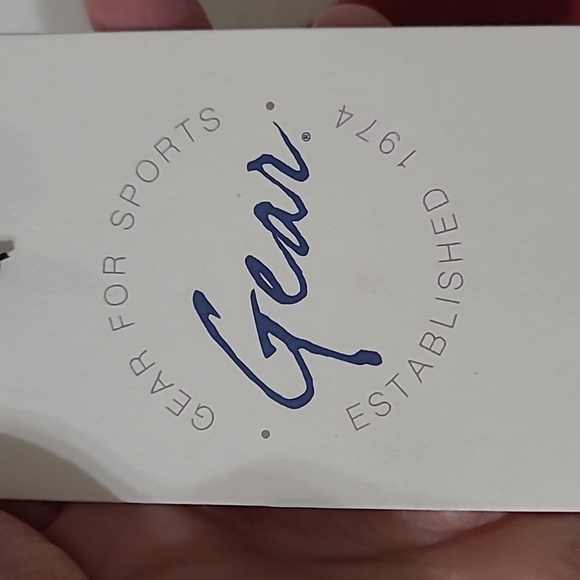 GEAR FOR SPORTS
Gear®
ESTABLISHED 1974